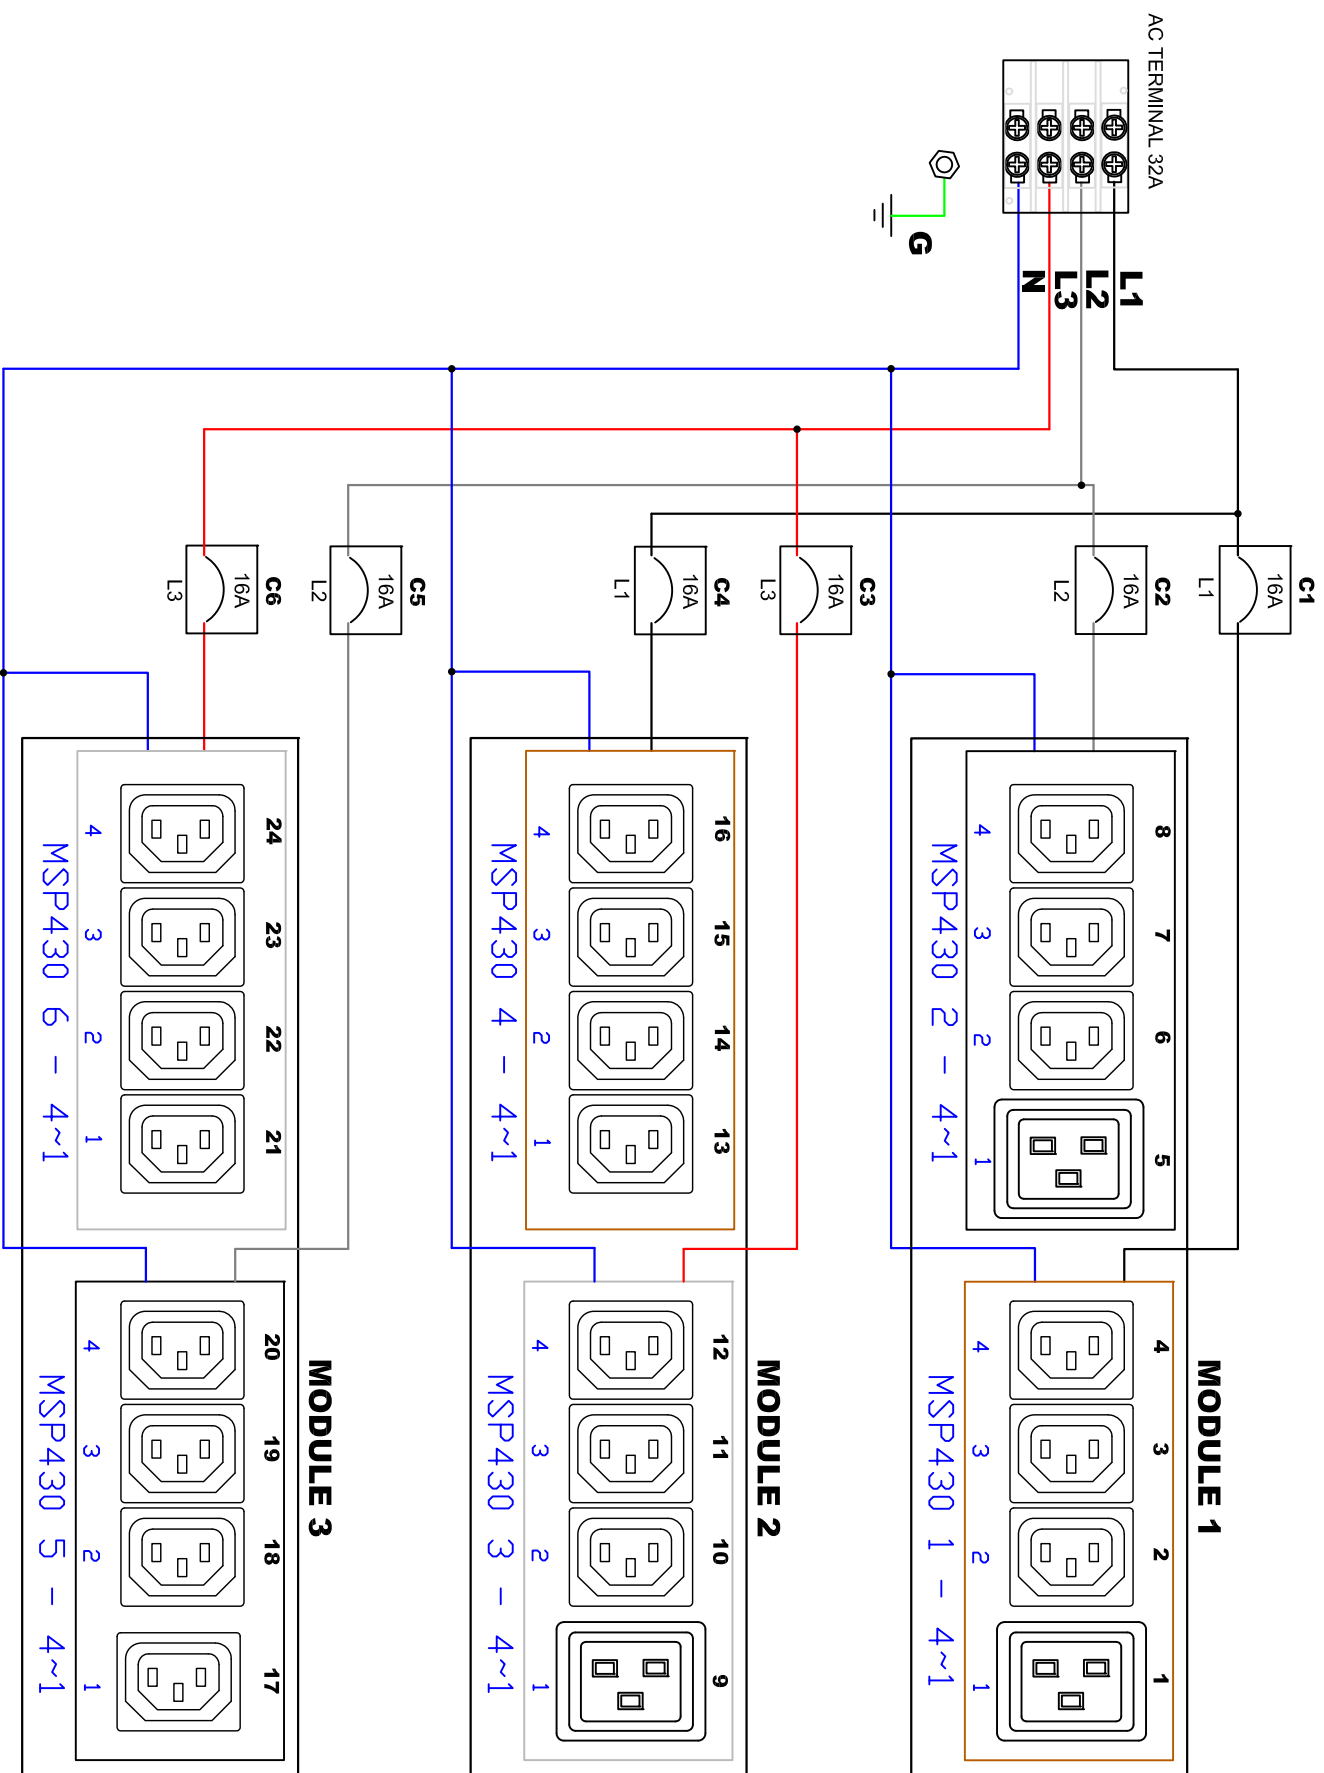 AC TERMINAL 32A
L1
L2
L3
N
G
C1
16A
L1
C2
16A
L2
C3
16A
L3
C4
16A
L1
C5
16A
L2
C6
16A
L3
MODULE 1
8 7 6 5
4 3 2 1
MSP430 2 - 4~1
4 3 2 1
4 3 2 1
MSP430 1 - 4~1
MODULE 2
16 15 14 13
4 3 2 1
MSP430 4 - 4~1
12 11 10 9
4 3 2 1
MSP430 3 - 4~1
MODULE 3
24 23 22 21
4 3 2 1
MSP430 6 - 4~1
20 19 18 17
4 3 2 1
MSP430 5 - 4~1